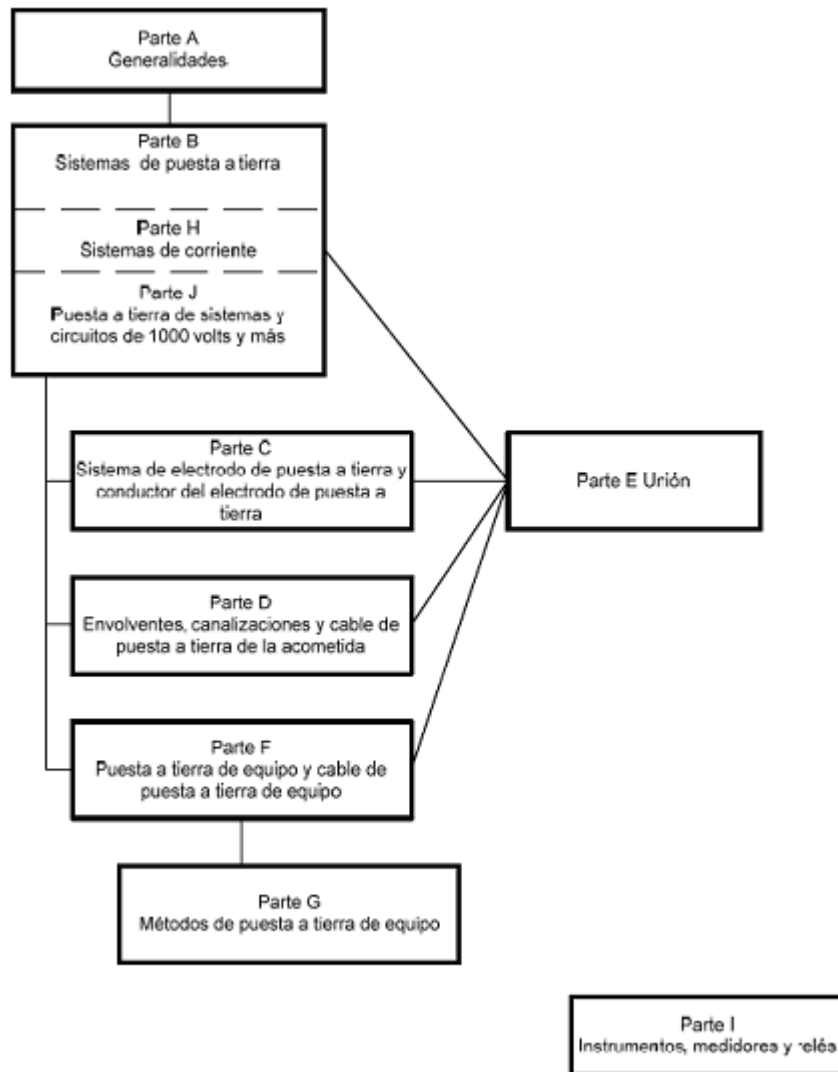 Parte A
Generalidades
Parte B
Sistemas de puesta a tierra
Parte H
Sistemas de corriente
Parte J
Puesta a tierra de sistemas y
circuitos de 1000 volts y más
Parte C
Sistema de electrodo de puesta a tierra y
conductor del electrodo de puesta a
tierra
Parte E Unión
Parte D
Envolventes, canalizaciones y cable de
puesta a tierra de la acometida
Parte F
Puesta a tierra de equipo y cable de
puesta a tierra de equipo
Parte G
Métodos de puesta a tierra de equipo
Parte I
Instrumentos, medidores y relés